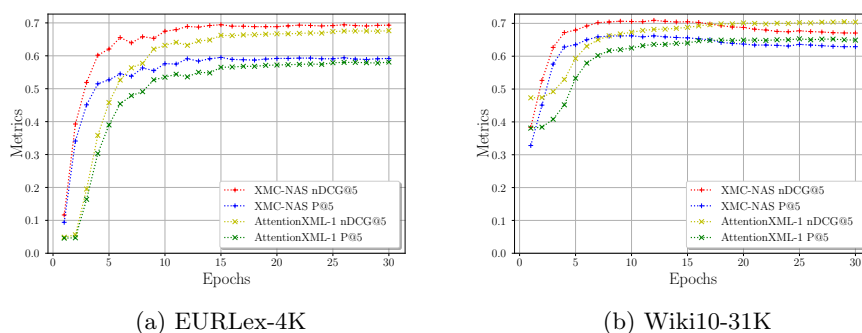 0.7
0.6
0.5
0.4
0.3
0.2
0.1
0.0
Metrics
0 5 10 15 20 25 30
Epochs
XMC-NAS nDCG@5
XMC-NAS P@5
AttentionXML-1 nDCG@5
AttentionXML-1 P@5
(a) EURLex-4K
0.7
0.6
0.5
0.4
0.3
0.2
0.1
0.0
Metrics
0 5 10 15 20 25 30
Epochs
XMC-NAS nDCG@5
XMC-NAS P@5
AttentionXML-1 nDCG@5
AttentionXML-1 P@5
(b) Wiki10-31K